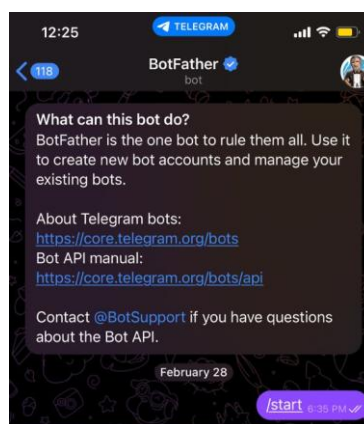 12:25
TELEGRAM
118
BotFather
bot
What can this bot do?
BotFather is the one bot to rule them all. Use it
to create new bot accounts and manage your
existing bots.
About Telegram bots:
https://core.telegram.org/bots
Bot API manual:
https://core.telegram.org/bots/api
Contact @BotSupport if you have questions
about the Bot API.
February 28
/start 6:35 PM